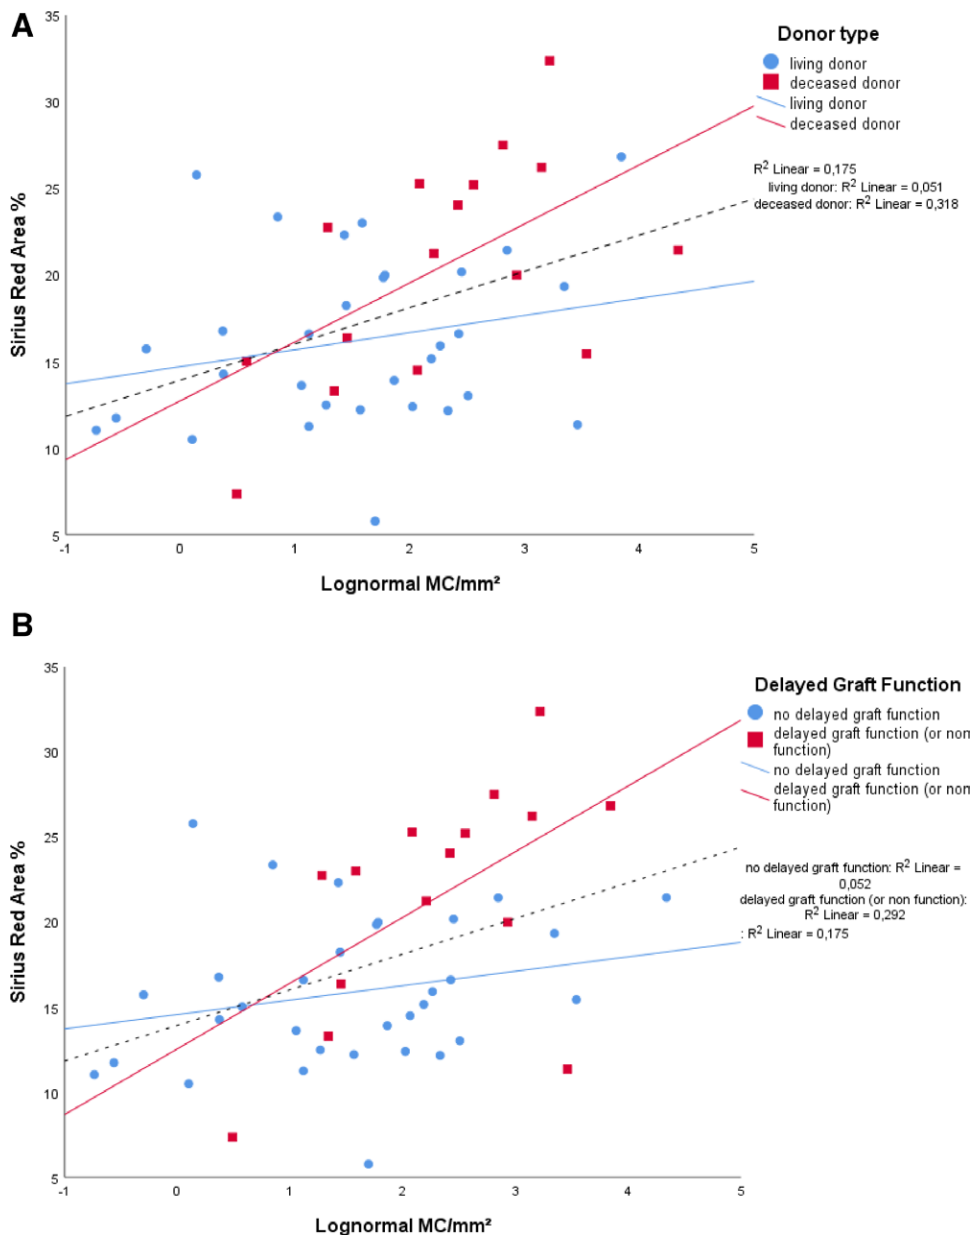 A
Donor type
living donor
deceased donor
living donor
deceased donor
R² Linear = 0,175
living donor: R² Linear = 0,051
deceased donor: R² Linear = 0,318
Sirius Red Area %
35
30
25
20
15
10
5
-1 0 1 2 3 4 5
Lognormal MC/mm²
B
Delayed Graft Function
no delayed graft function
delayed graft function (or non
function)
no delayed graft function
delayed graft function (or non
function)
no delayed graft function: R² Linear =
0,052
delayed graft function (or non function):
R² Linear = 0,292
: R² Linear = 0,175
Sirius Red Area %
35
30
25
20
15
10
5
-1 0 1 2 3 4 5
Lognormal MC/mm²